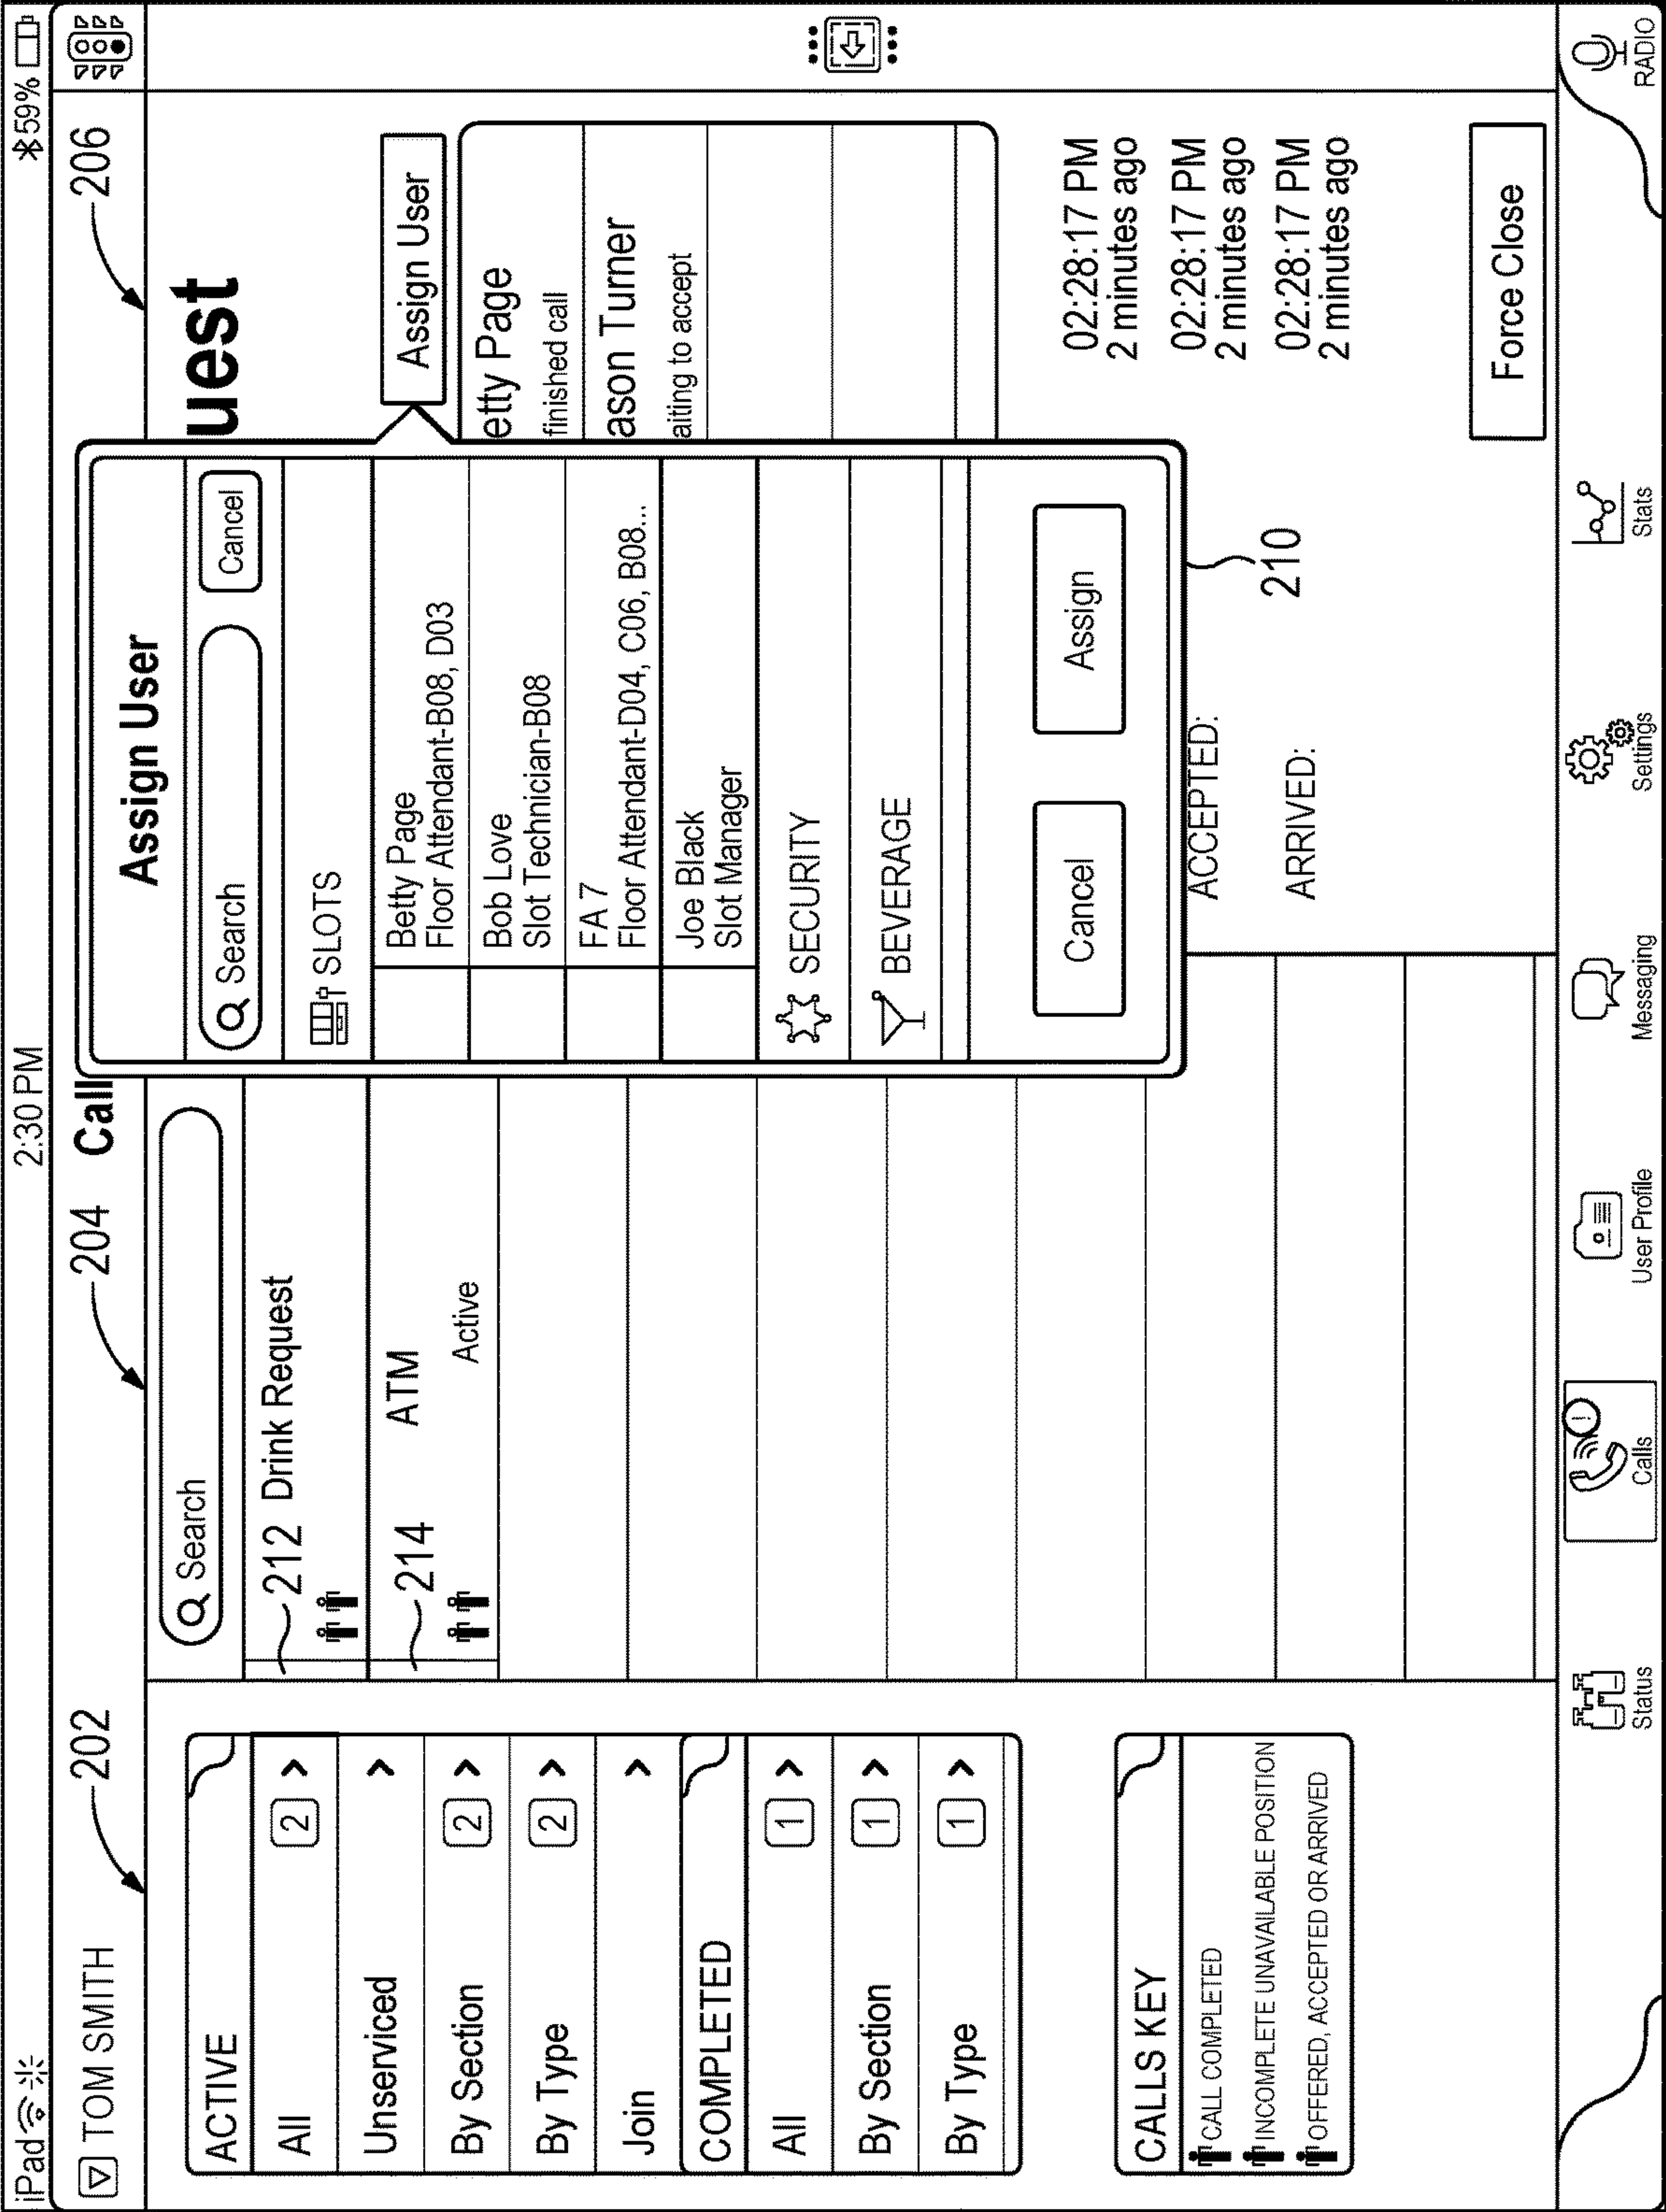 iPad
2:30 PM
59%
TOM SMITH
202
204
Call
206
ACTIVE
All 2 >
Unserviced >
By Section 2 >
By Type 2 >
Join >
COMPLETED
All 1 >
By Section 1 >
By Type 1 >
CALLS KEY
CALL COMPLETED
INCOMPLETE UNAVAILABLE POSITION
OFFERED, ACCEPTED OR ARRIVED
Search
212 Drink Request
214 ATM
Active
Assign User
Search
Cancel
SLOTS
Betty Page
Floor Attendant-B08, D03
Bob Love
Slot Technician-B08
FA 7
Floor Attendant-D04, C06, B08...
Joe Black
Slot Manager
SECURITY
BEVERAGE
Cancel
Assign
210
uest
Assign User
etty Page
finished call
ason Turner
aiting to accept
02:28:17 PM
2 minutes ago
ACCEPTED:
02:28:17 PM
2 minutes ago
ARRIVED:
02:28:17 PM
2 minutes ago
Force Close
Status
Calls
User Profile
Messaging
Settings
Stats
RADIO